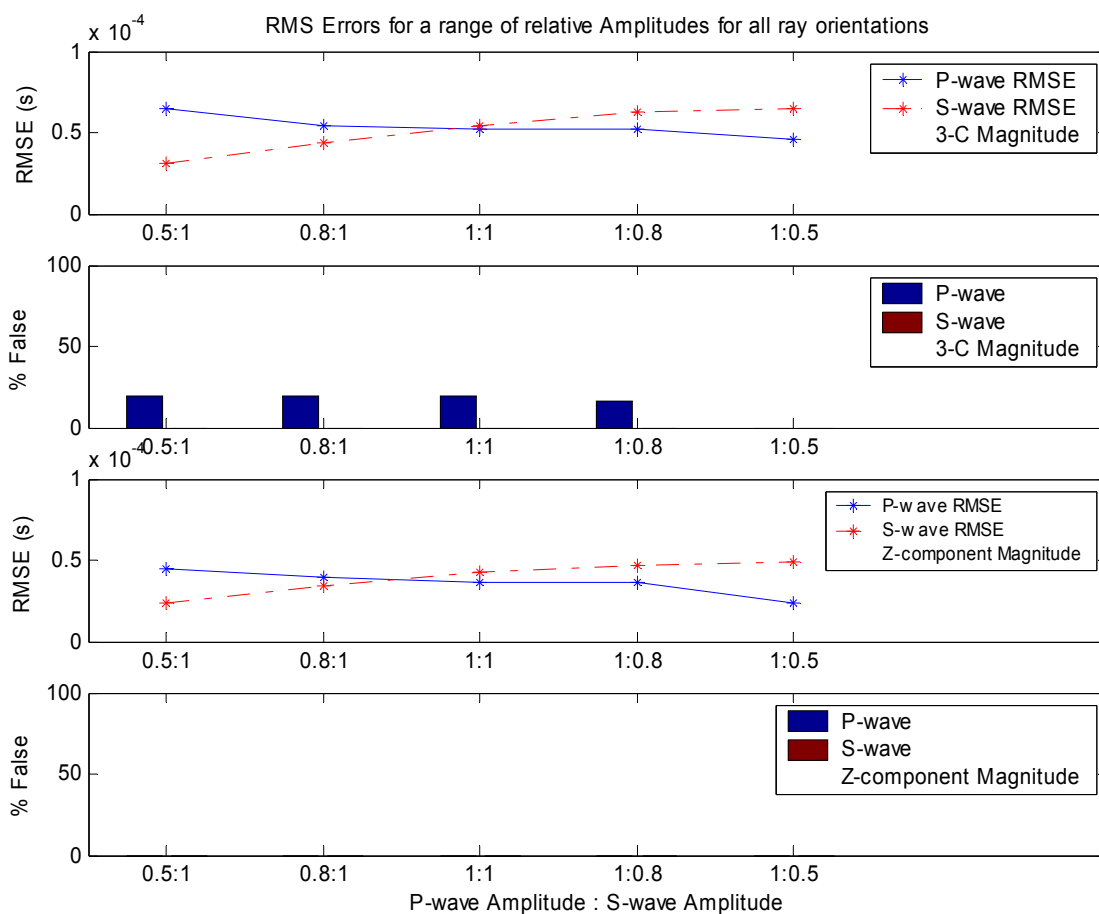 RMS Errors for a range of relative Amplitudes for all ray orientations
x 10-4
1
0.5
0
RMSE (s)
P-wave RMSE
S-wave RMSE
3-C Magnitude
0.5:1 0.8:1 1:1 1:0.8 1:0.5
100
50
0
% False
P-wave
S-wave
3-C Magnitude
0.5:1 0.8:1 1:1 1:0.8 1:0.5
x 10-4
1
0.5
0
RMSE (s)
P-w ave RMSE
S-w ave RMSE
Z-component Magnitude
0.5:1 0.8:1 1:1 1:0.8 1:0.5
100
50
0
% False
P-wave
S-wave
Z-component Magnitude
0.5:1 0.8:1 1:1 1:0.8 1:0.5
P-wave Amplitude : S-wave Amplitude